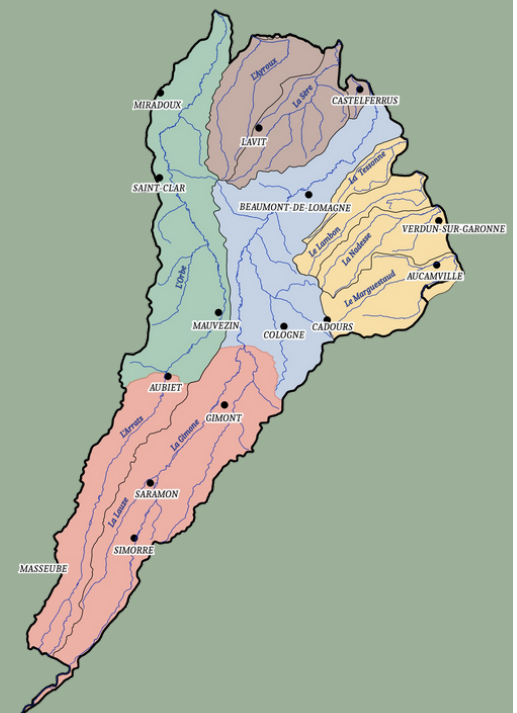 L'Ayroux
La Sère
CASTELFERRUS
MIRADOUX
LAVIT
La Tessonne
SAINT-CLAR
BEAUMONT-DE-LOMAGNE
VERDUN-SUR-GARONNE
Le Lambon
La Nadesse
L'Orbe
AUCAMVILLE
Le Marguestaud
MAUVEZIN
CADOURS
COLOGNE
AUBIET
GIMONT
L'Arrats
La Gimone
SARAMON
La Lauze
SIMORRE
MASSEUBE